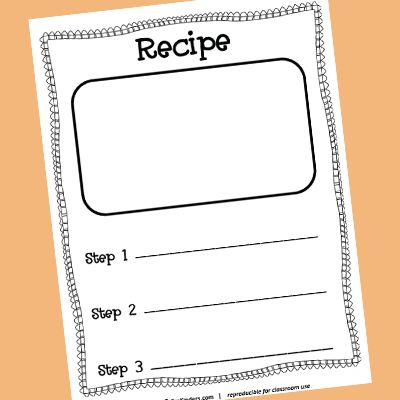 Recipe
Step 1
Step 2
Step 3
| reproducible for classroom use